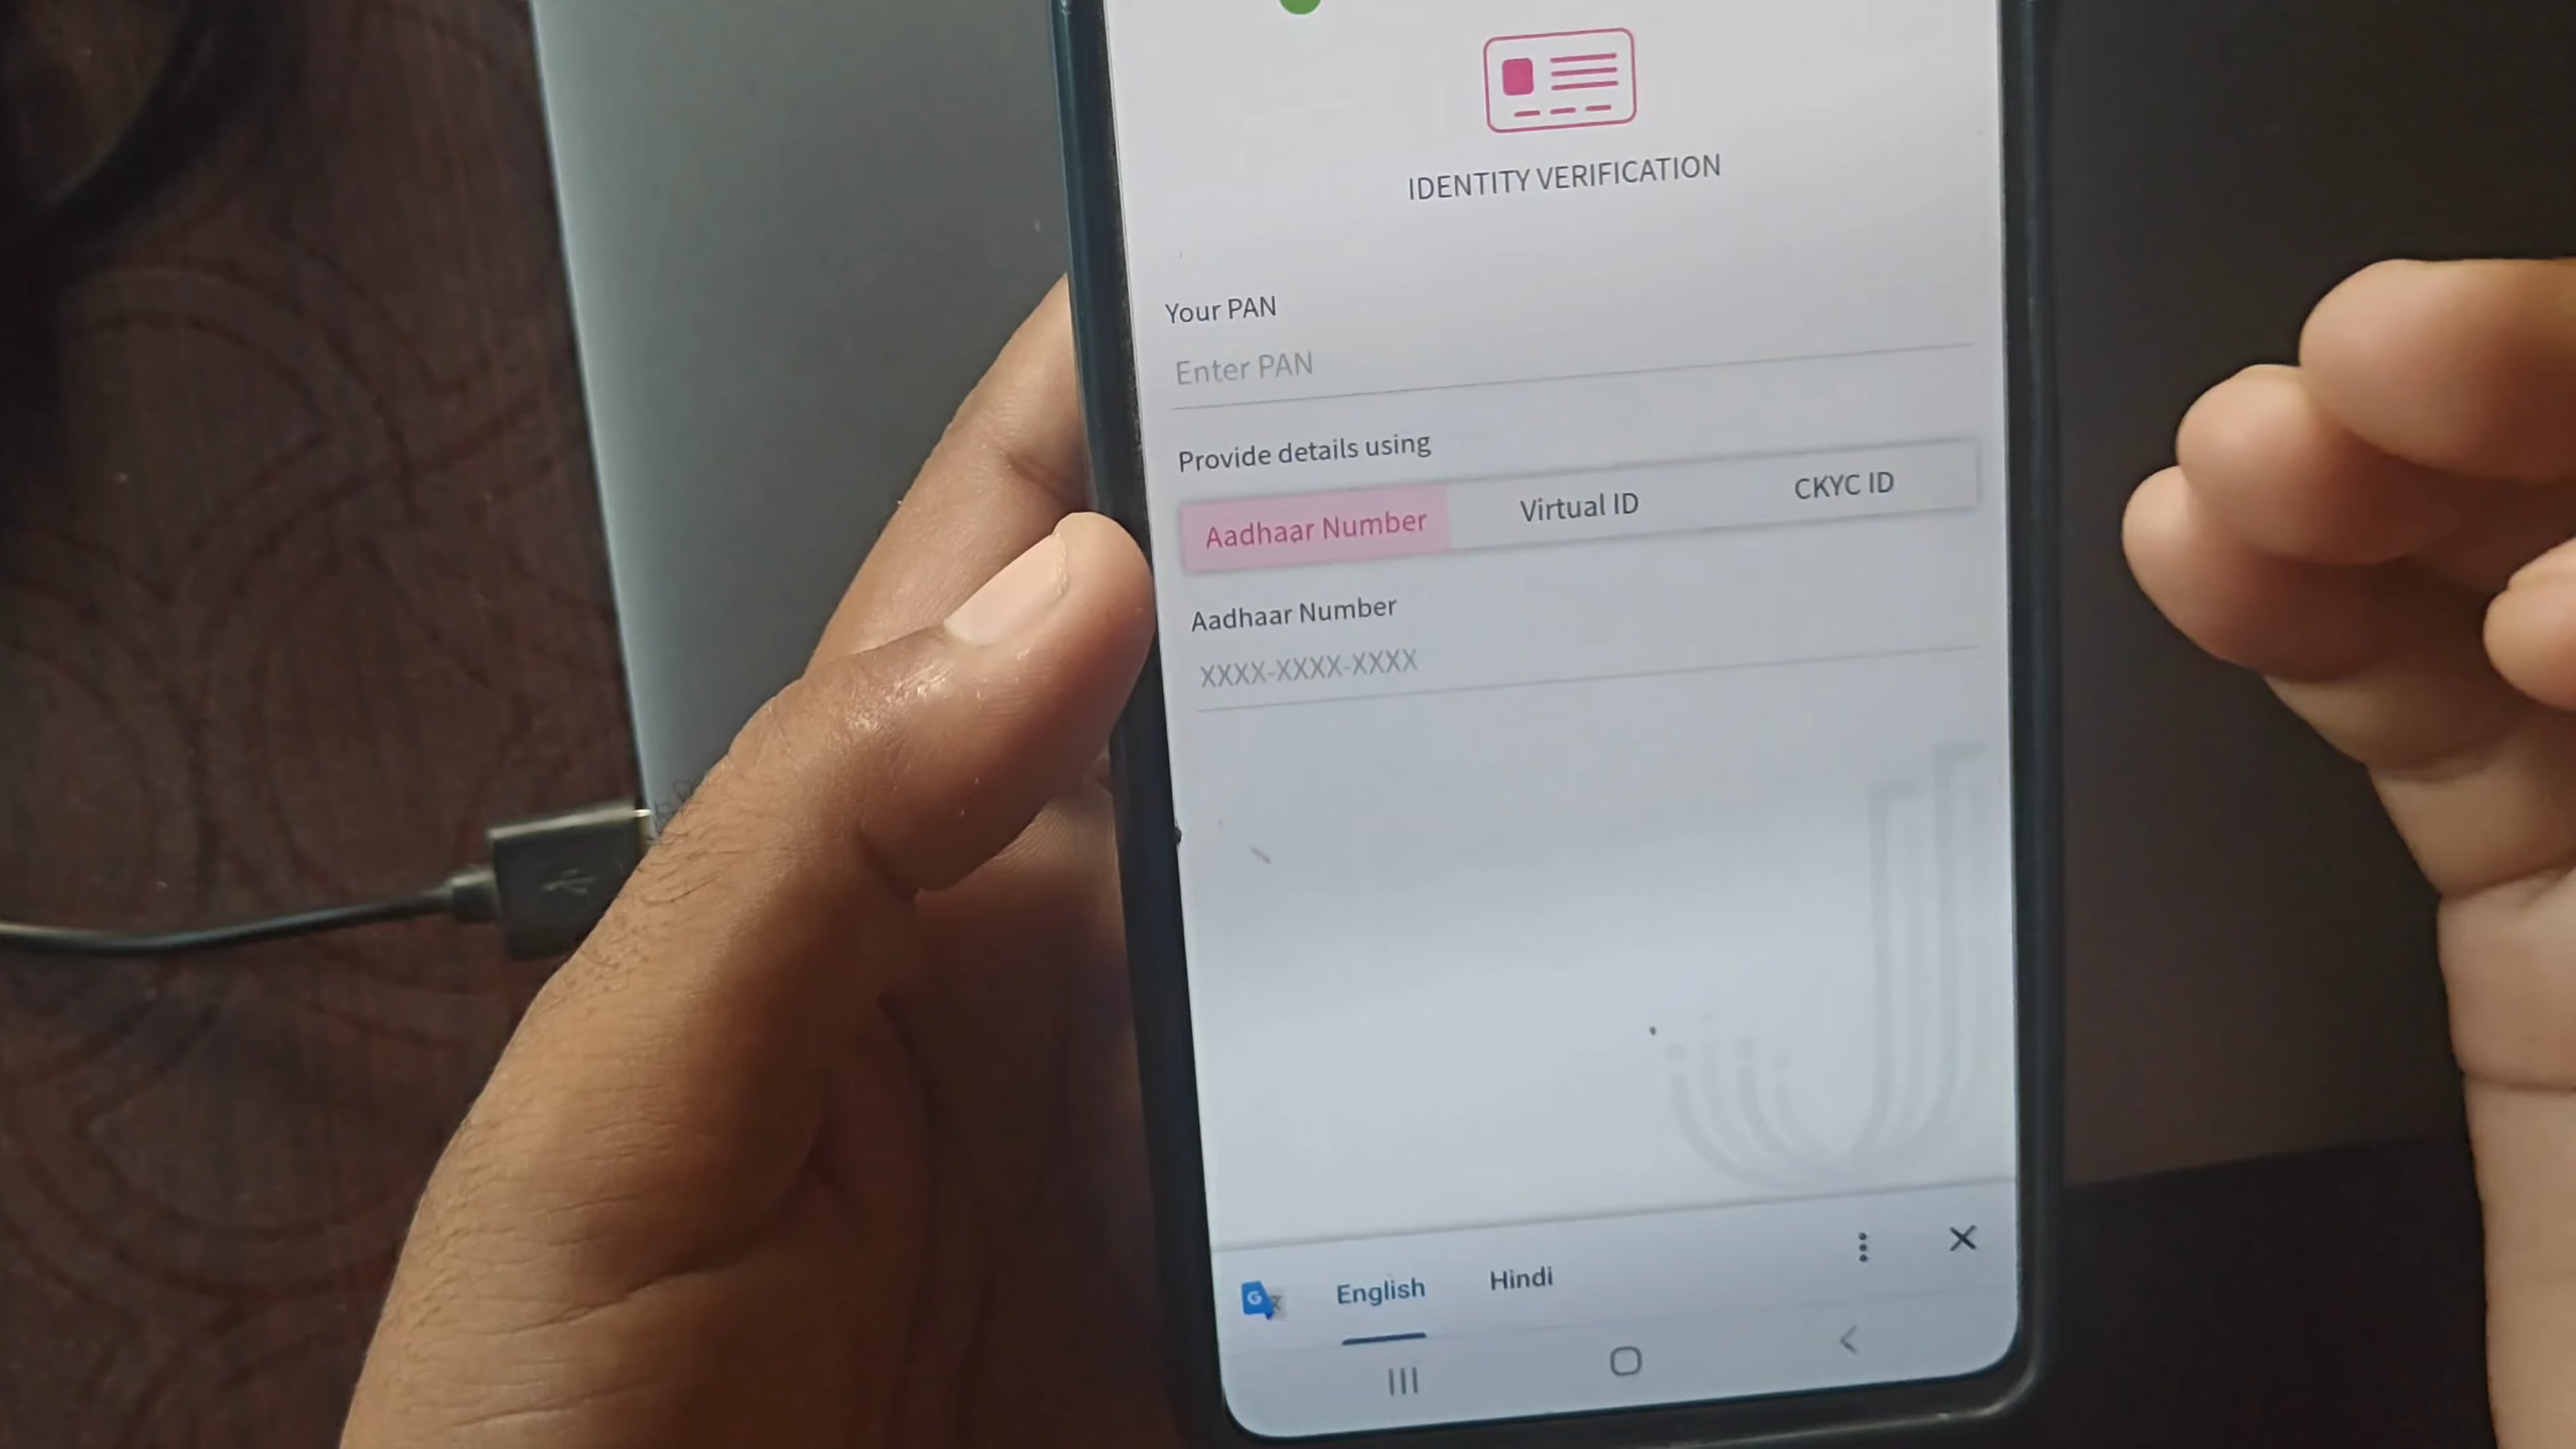 IDENTITY VERIFICATION
Your PAN
Enter PAN
Provide details using
Aadhaar Number
Virtual ID
CKYC ID
Aadhaar Number
XXXX-XXXX-XXXX
English
Hindi